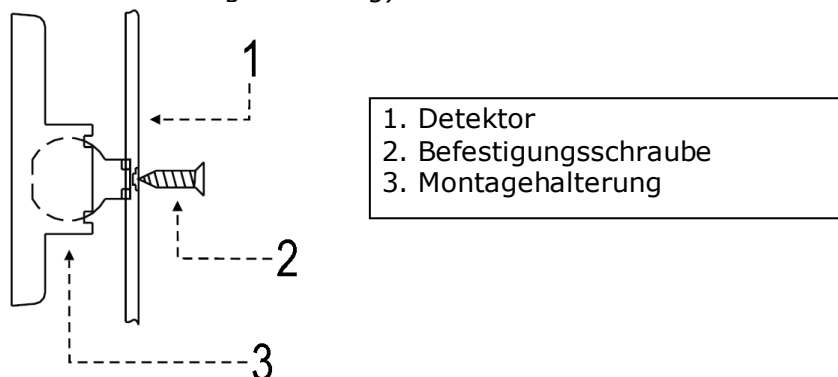 1
1. Detektor
2. Befestigungsschraube
3. Montagehalterung
2
3